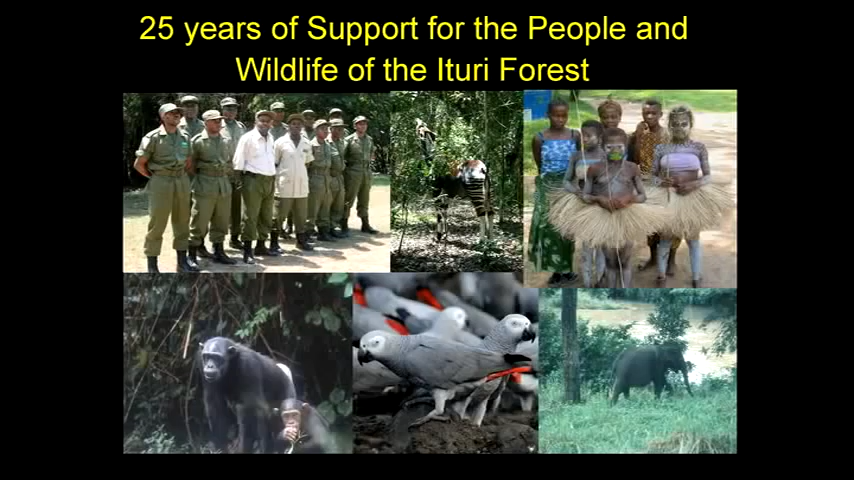 25 years of Support for the People and
Wildlife of the Ituri Forest